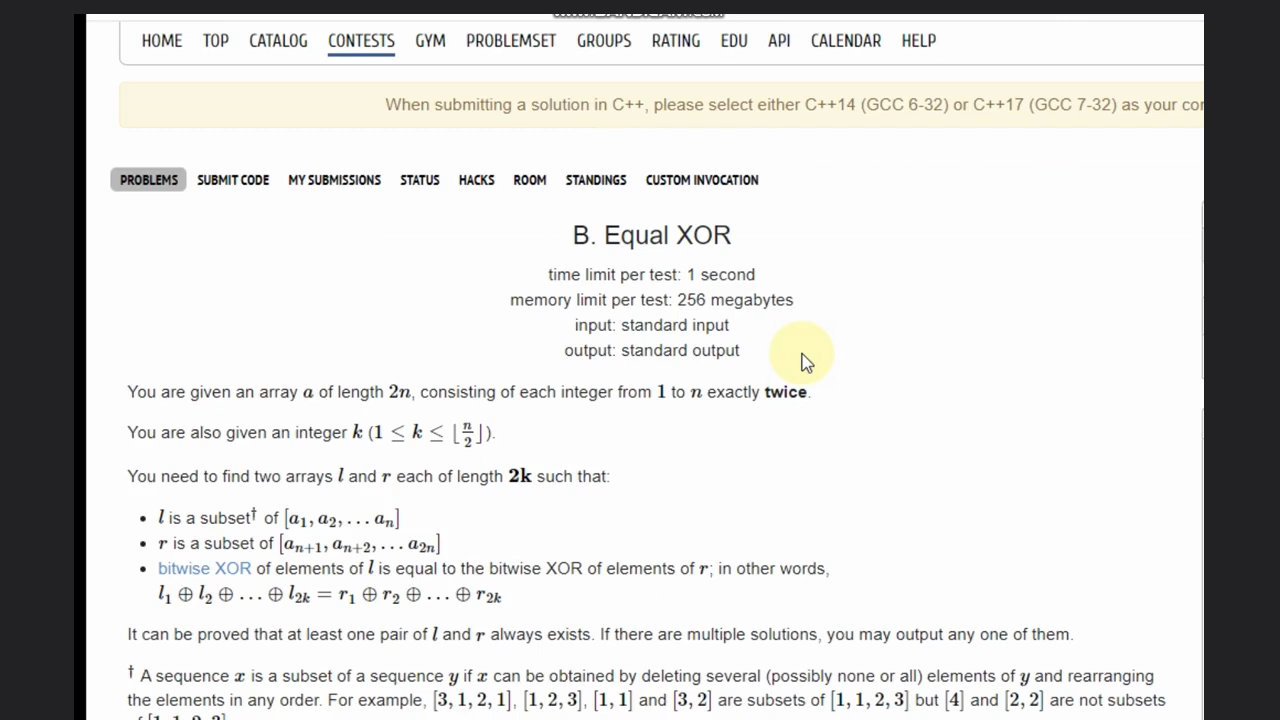 HOME TOP CATALOG CONTESTS GYM PROBLEMSET GROUPS RATING EDU API CALENDAR HELP
When submitting a solution in C++, please select either C++14 (GCC 6-32) or C++17 (GCC 7-32) as your
PROBLEMS SUBMIT CODE MY SUBMISSIONS STATUS HACKS ROOM STANDINGS CUSTOM INVOCATION
B. Equal XOR
time limit per test: 1 second
memory limit per test: 256 megabytes
input: standard input
output: standard output
You are given an array a of length 2n, consisting of each integer from 1 to n exactly twice.
You are also given an integer k (1 ≤ k ≤ ⌊n/2⌋).
You need to find two arrays l and r each of length 2k such that:
• l is a subset† of [a₁, a₂, … aₙ]
• r is a subset of [aₙ₊₁, aₙ₊₂, … a₂ₙ]
• bitwise XOR of elements of l is equal to the bitwise XOR of elements of r; in other words,
l₁ ⊕ l₂ ⊕ … ⊕ l₂ₖ = r₁ ⊕ r₂ ⊕ … ⊕ r₂ₖ
It can be proved that at least one pair of l and r always exists. If there are multiple solutions, you may output any one of them.
† A sequence x is a subset of a sequence y if x can be obtained by deleting several (possibly none or all) elements of y and rearranging
the elements in any order. For example, [3, 1, 2, 1], [1, 2, 3], [1, 1] and [3, 2] are subsets of [1, 1, 2, 3] but [4] and [2, 2] are not subsets
of [1, 1, 2, 3].